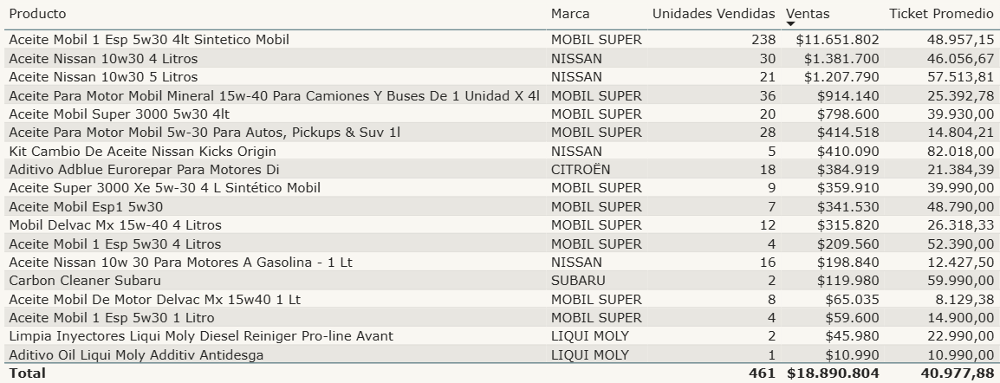 Producto Marca Unidades Vendidas Ventas Ticket Promedio
Aceite Mobil 1 Esp 5w30 4lt Sintetico Mobil MOBIL SUPER 238 $11.651.802 48.957,15
Aceite Nissan 10w30 4 Litros NISSAN 30 $1.381.700 46.056,67
Aceite Nissan 10w30 5 Litros NISSAN 21 $1.207.790 57.513,81
Aceite Para Motor Mobil Mineral 15w-40 Para Camiones Y Buses De 1 Unidad X 4l MOBIL SUPER 36 $914.140 25.392,78
Aceite Mobil Super 3000 5w30 4lt MOBIL SUPER 20 $798.600 39.930,00
Aceite Para Motor Mobil 5w-30 Para Autos, Pickups & Suv 1l MOBIL SUPER 28 $414.518 14.804,21
Kit Cambio De Aceite Nissan Kicks Origin NISSAN 5 $410.090 82.018,00
Aditivo Adblue Eurorepar Para Motores Di CITROËN 18 $384.919 21.384,39
Aceite Super 3000 Xe 5w-30 4 L Sintético Mobil MOBIL SUPER 9 $359.910 39.990,00
Aceite Mobil Esp1 5w30 MOBIL SUPER 7 $341.530 48.790,00
Mobil Delvac Mx 15w-40 4 Litros MOBIL SUPER 12 $315.820 26.318,33
Aceite Mobil 1 Esp 5w30 4 Litros MOBIL SUPER 4 $209.560 52.390,00
Aceite Nissan 10w 30 Para Motores A Gasolina - 1 Lt NISSAN 16 $198.840 12.427,50
Carbon Cleaner Subaru SUBARU 2 $119.980 59.990,00
Aceite Mobil De Motor Delvac Mx 15w40 1 Lt MOBIL SUPER 8 $65.035 8.129,38
Aceite Mobil 1 Esp 5w30 1 Litro MOBIL SUPER 4 $59.600 14.900,00
Limpia Inyectores Liqui Moly Diesel Reiniger Pro-line Avant LIQUI MOLY 2 $45.980 22.990,00
Aditivo Oil Liqui Moly Additiv Antidesga LIQUI MOLY 1 $10.990 10.990,00
Total 461 $18.890.804 40.977,88